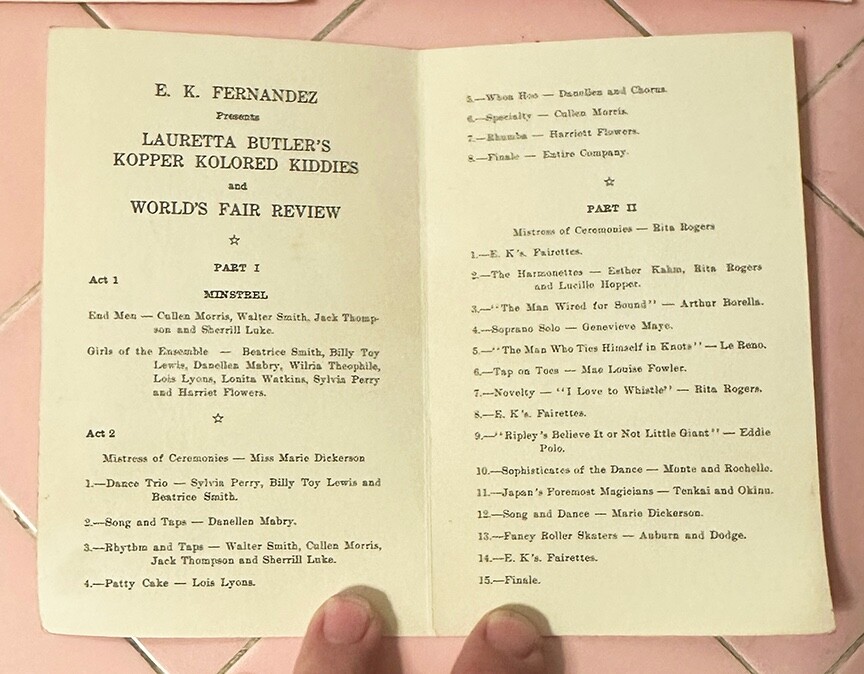 E. K. FERNANDEZ
Presents
LAURETTA BUTLER'S
KOPPER KOLORED KIDDIES
and
WORLD'S FAIR REVIEW
☆
PART I
Act 1
MINSTREL
End Men — Cullen Morris, Walter Smith, Jack Thomp-
son and Sherrill Luke.
Girls of the Ensemble — Beatrice Smith, Billy Toy
Lewis, Danellen Mabry, Wilria Theophile,
Lois Lyons, Lonita Watkins, Sylvia Perry
and Harriet Flowers.
☆
Act 2
Mistress of Ceremonies — Miss Marie Dickerson
1.—Dance Trio — Sylvia Perry, Billy Toy Lewis and
Beatrice Smith.
2.—Song and Taps — Danellen Mabry.
3.—Rhythm and Taps — Walter Smith, Cullen Morris,
Jack Thompson and Sherrill Luke.
4.—Patty Cake — Lois Lyons.
5.—Whoa Hoo — Danellen and Chorus.
6.—Specialty — Cullen Morris.
7.—Rhumba — Harriett Flowers.
8.—Finale — Entire Company.
☆
PART II
Mistress of Ceremonies — Rita Rogers
1.—E. K's. Fairettes.
2.—The Harmonettes — Esther Kahn, Rita Rogers
and Lucille Hopper.
3.—"The Man Wired for Sound" — Arthur Borella.
4.—Soprano Solo — Genevieve Maye.
5.—"The Man Who Ties Himself in Knots" — Le Reno.
6.—Tap on Toes — Mae Louise Fowler.
7.—Novelty — "I Love to Whistle" — Rita Rogers.
8.—E. K's. Fairettes.
9.—"Ripley's Believe It or Not Little Giant" — Eddie
Polo.
10.—Sophisticates of the Dance — Monte and Rochelle.
11.—Japan's Foremost Magicians — Tenkai and Okinu.
12.—Song and Dance — Marie Dickerson.
13.—Fancy Roller Skaters — Auburn and Dodge.
14.—E. K's. Fairettes.
15.—Finale.